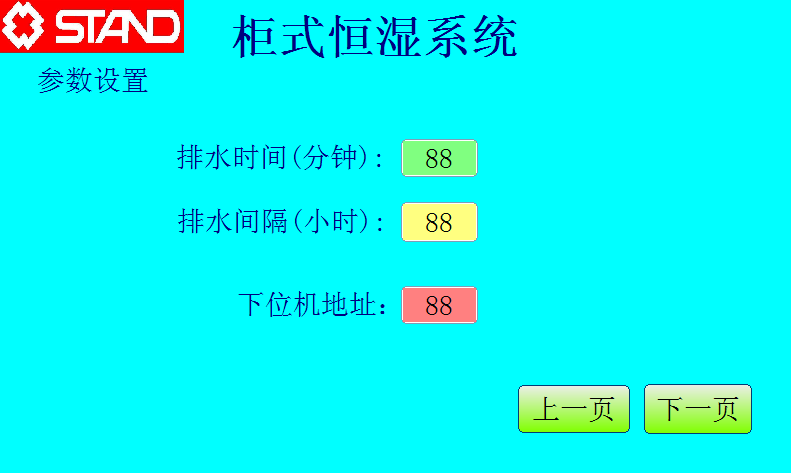 STAND
柜式恒湿系统
参数设置
排水时间(分钟): 88
排水间隔(小时): 88
下位机地址: 88
上一页 下一页